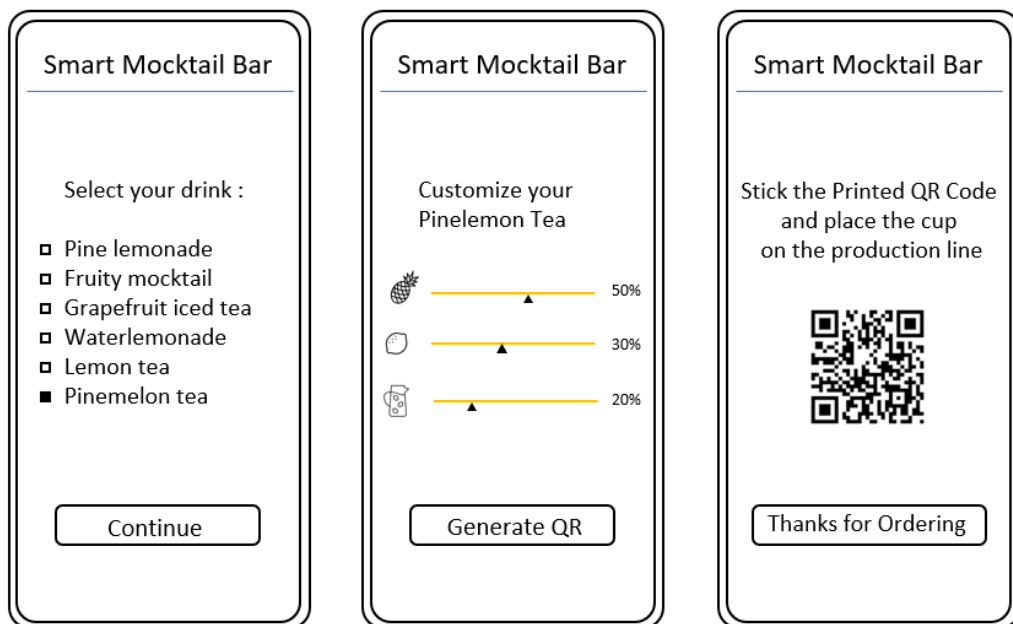 Smart Mocktail Bar
Select your drink :
Pine lemonade
Fruity mocktail
Grapefruit iced tea
Waterlemonade
Lemon tea
Pinemelon tea
Continue
Smart Mocktail Bar
Customize your
Pinelemon Tea
50%
30%
20%
Generate QR
Smart Mocktail Bar
Stick the Printed QR Code
and place the cup
on the production line
Thanks for Ordering